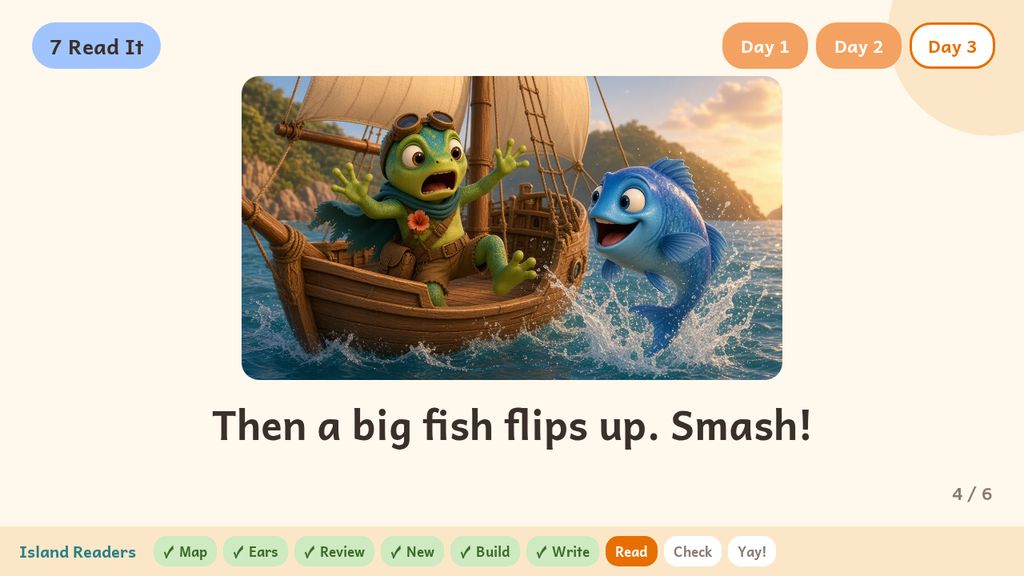 7 Read It
Day 1
Day 2
Day 3
Then a big fish flips up. Smash!
4 / 6
Island Readers
✓ Map
✓ Ears
✓ Review
✓ New
✓ Build
✓ Write
Read
Check
Yay!